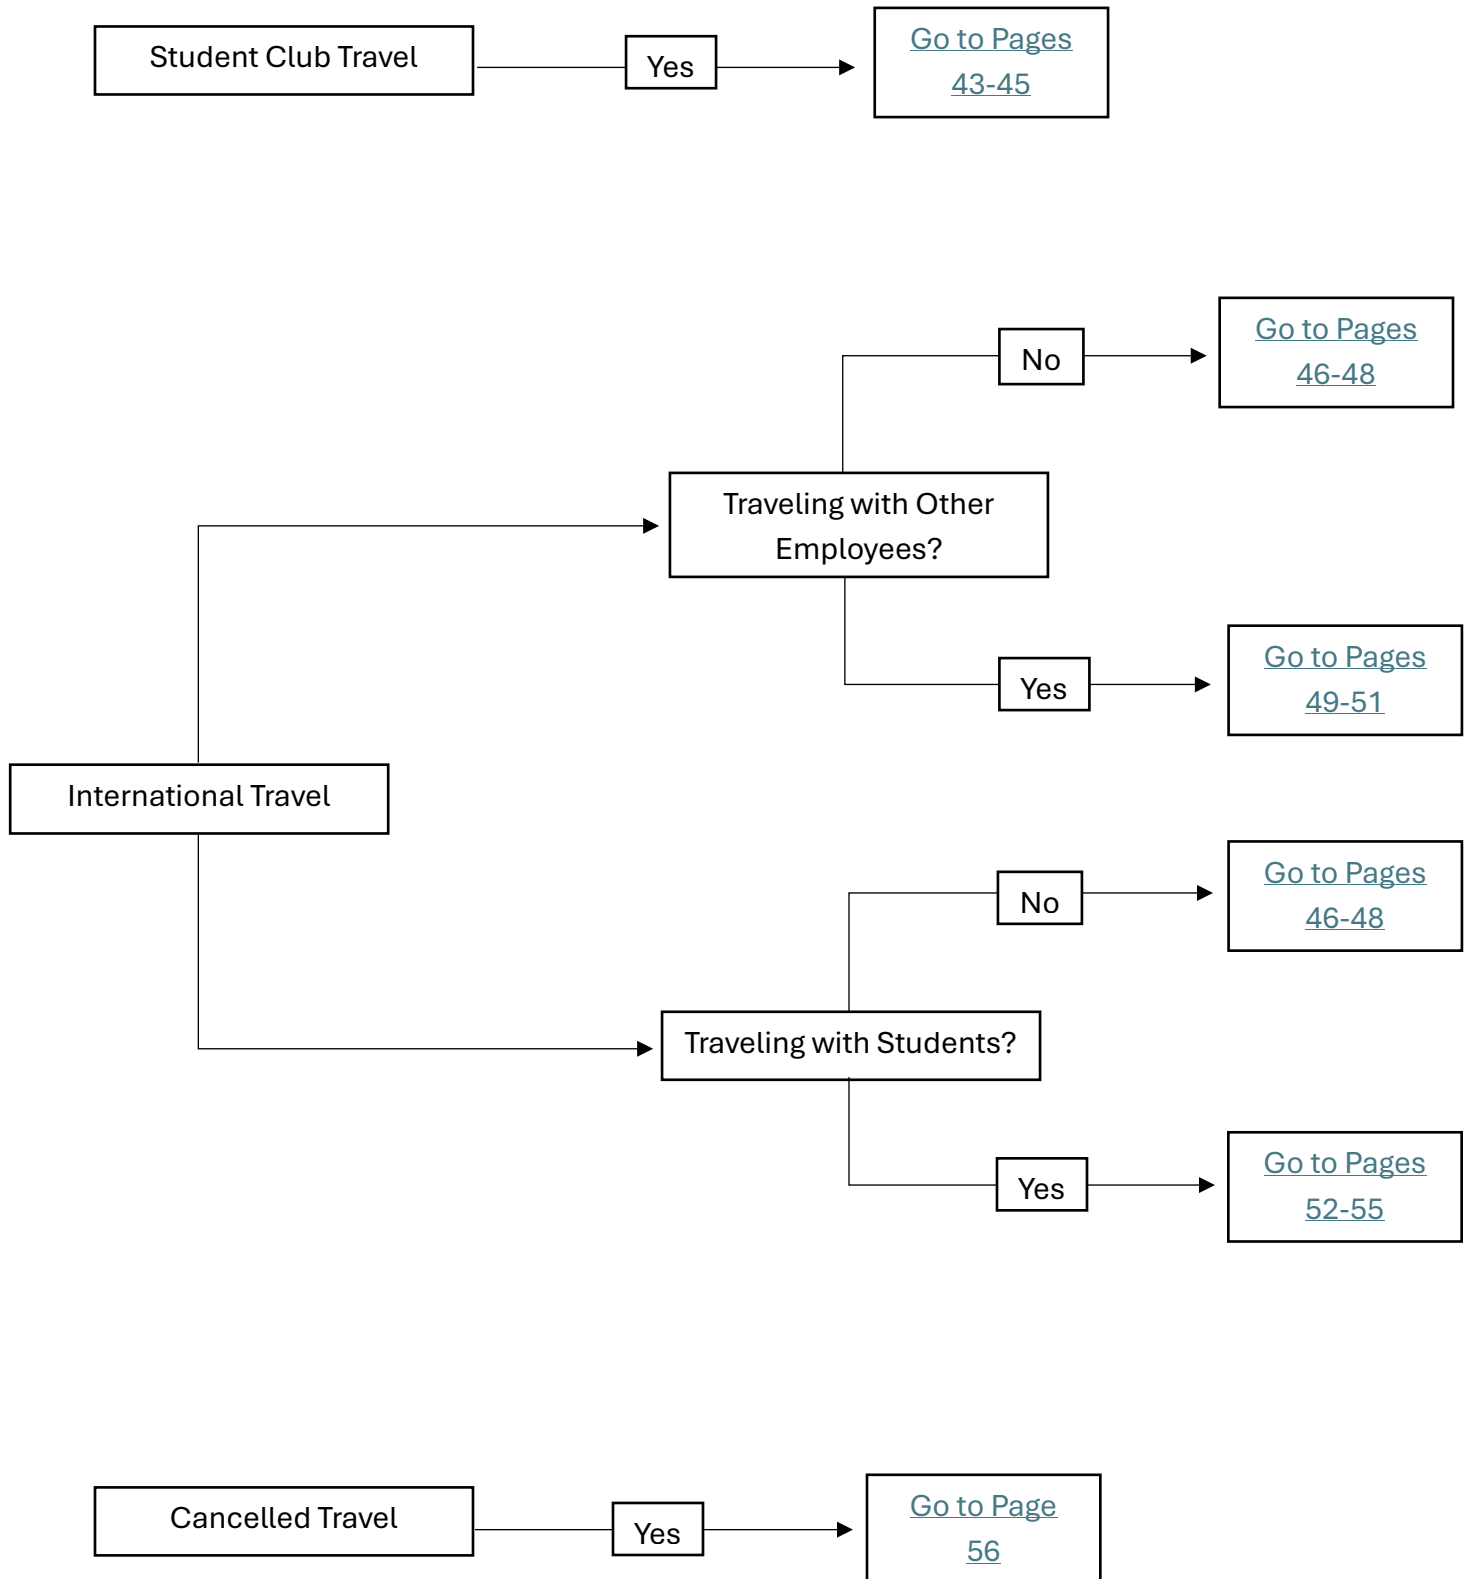 Student Club Travel
Yes
Go to Pages
43-45
No
Go to Pages
46-48
Traveling with Other
Employees?
Yes
Go to Pages
49-51
International Travel
No
Go to Pages
46-48
Traveling with Students?
Yes
Go to Pages
52-55
Cancelled Travel
Yes
Go to Page
56